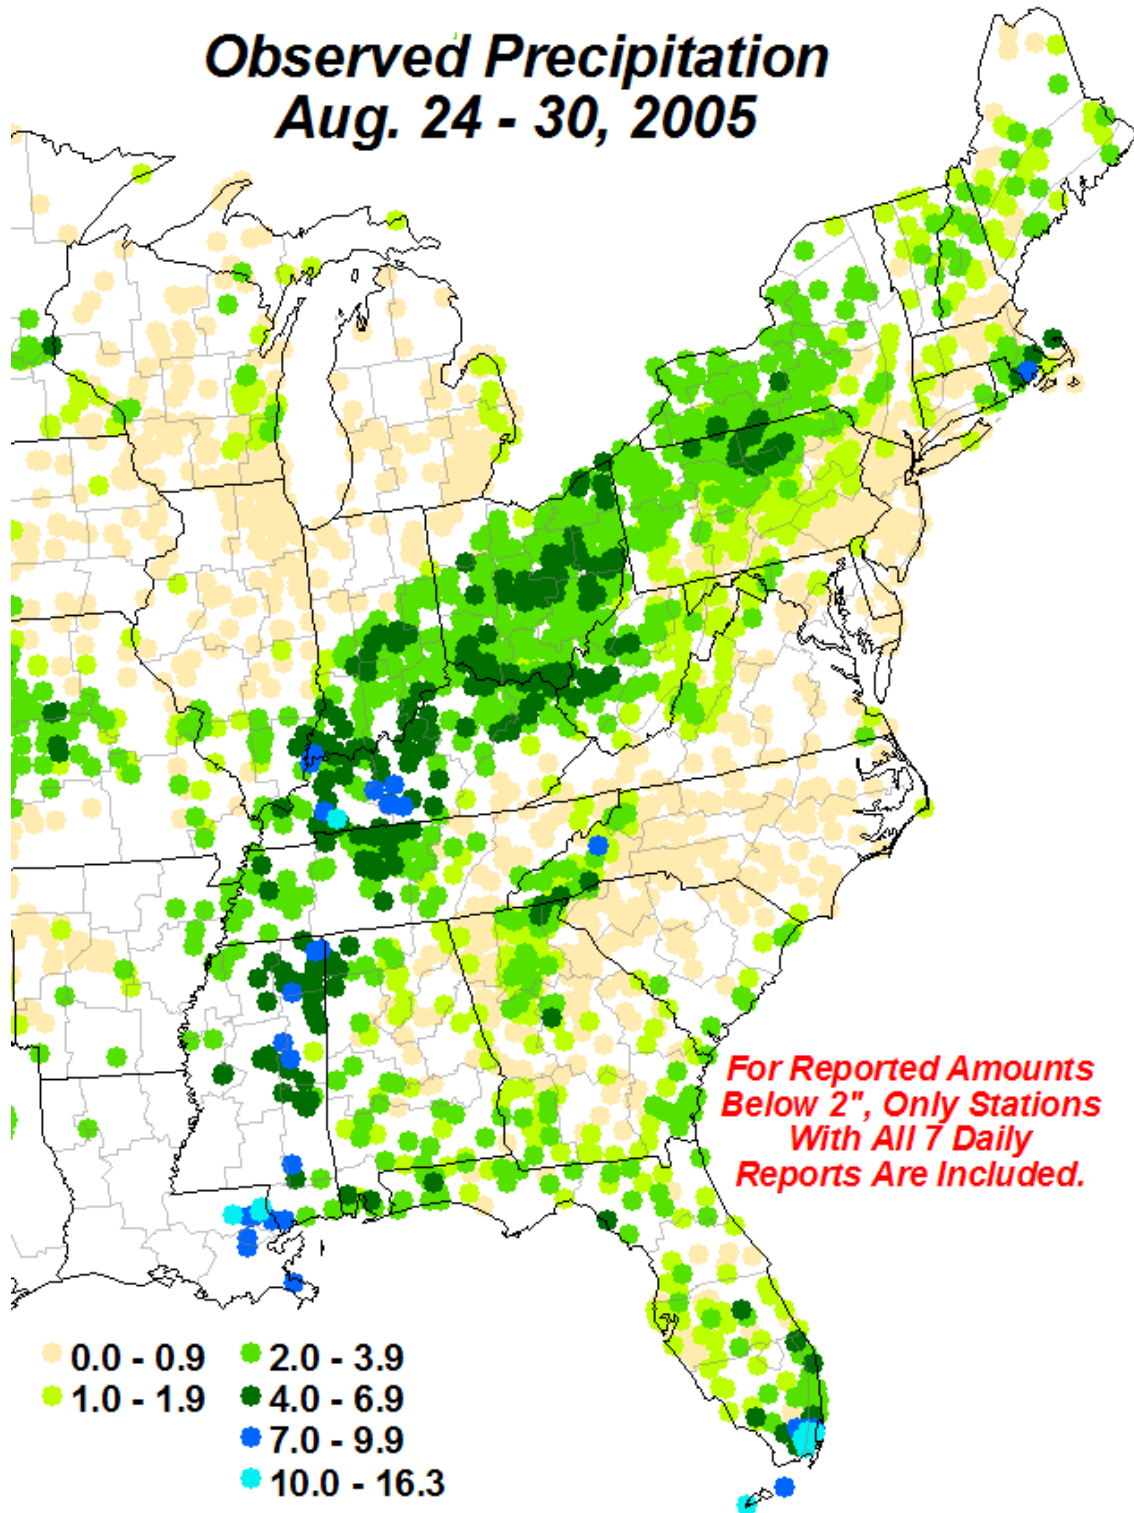 Observed Precipitation
Aug. 24 - 30, 2005
For Reported Amounts
Below 2", Only Stations
With All 7 Daily
Reports Are Included.
0.0 - 0.9
1.0 - 1.9
2.0 - 3.9
4.0 - 6.9
7.0 - 9.9
10.0 - 16.3